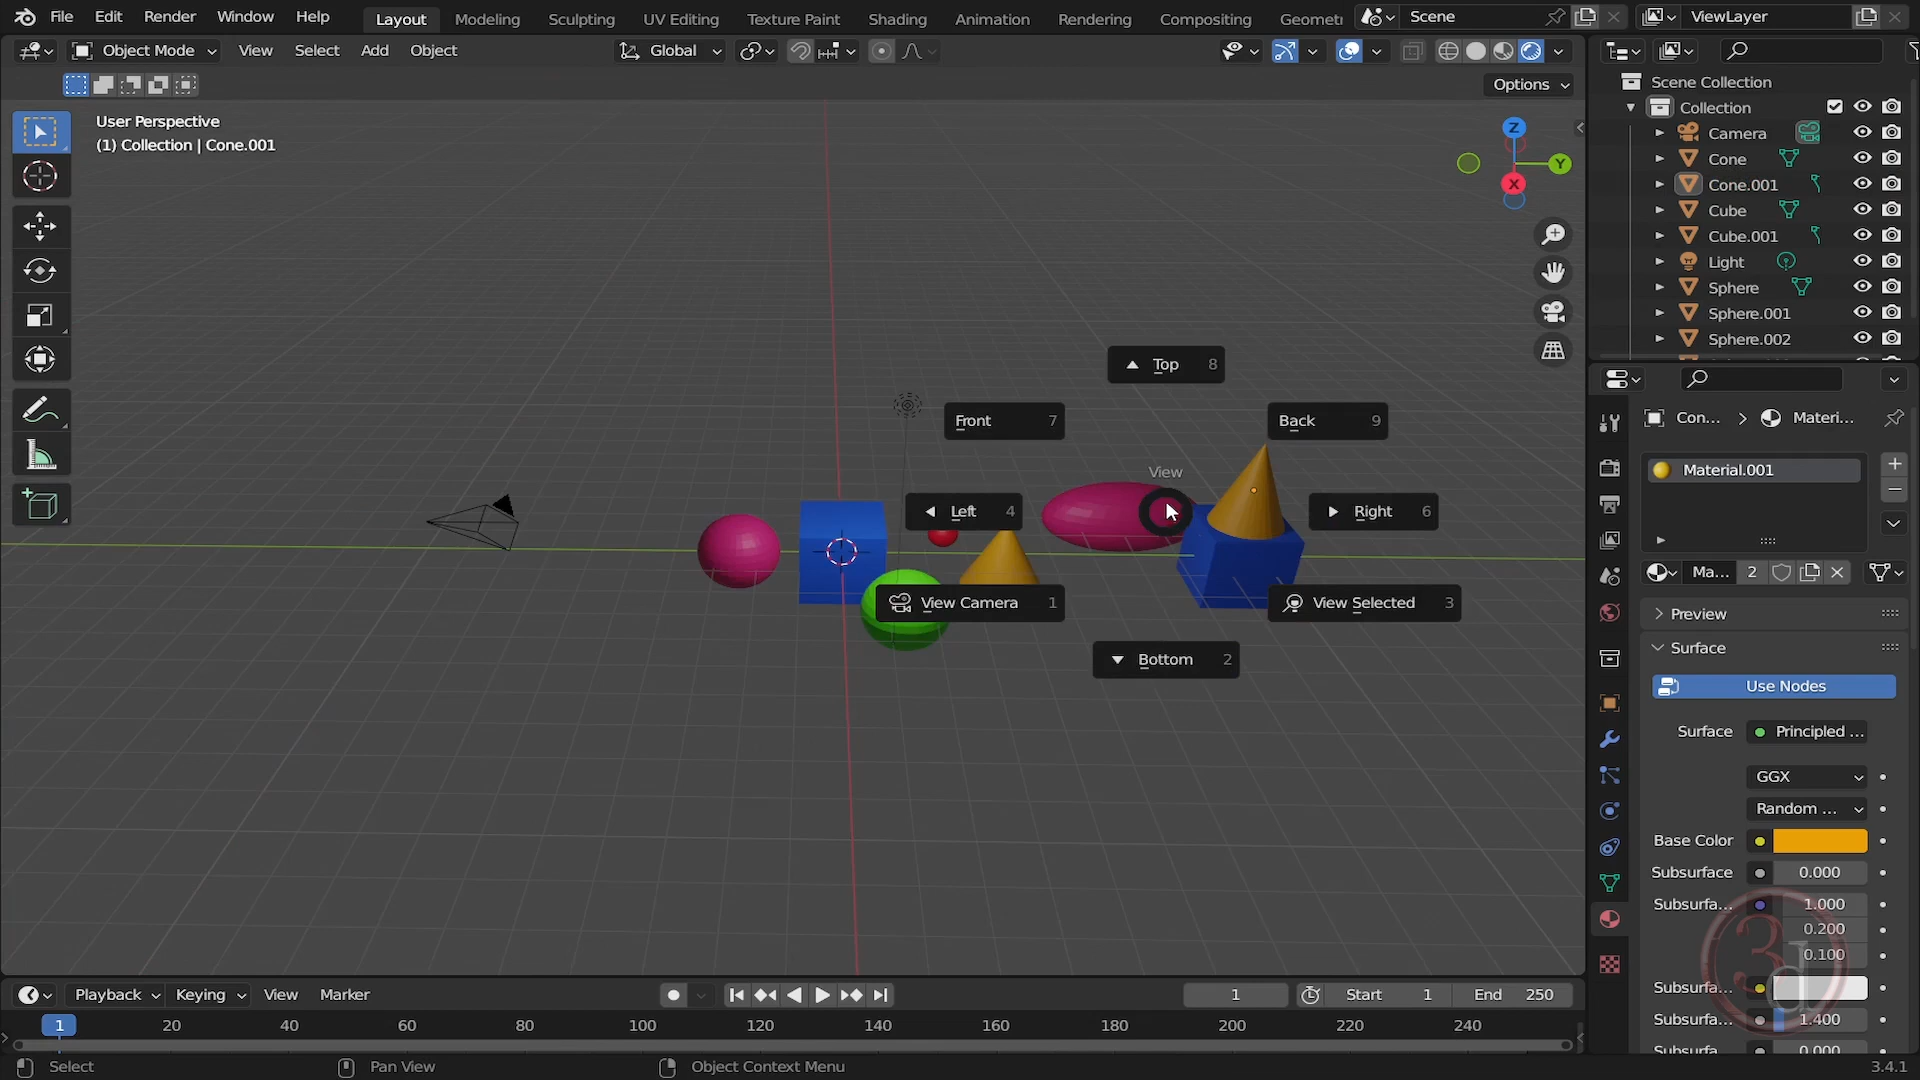 File Edit Render Window Help Layout Modeling Sculpting UV Editing Texture Paint Shading Animation Rendering Compositing Geometr Scene ViewLayer
Object Mode View Select Add Object Global
Options
User Perspective
(1) Collection | Cone.001
Z
Y
X
Scene Collection
Collection
Camera
Cone
Cone.001
Cube
Cube.001
Light
Sphere
Sphere.001
Sphere.002
Top 8
Front 7
Back 9
View
Left 4
Right 6
View Camera 1
View Selected 3
Bottom 2
Con... > Materi...
Material.001
Ma... 2
Preview
Surface
Use Nodes
Surface Principled ...
GGX
Random ...
Base Color
Subsurface 0.000
Subsurfa... 1.000
0.200
0.100
Subsurfa...
Subsurfa... 1.400
Subsurfa 0.000
3d
Playback Keying View Marker 1 Start 1 End 250
1 20 40 60 80 100 120 140 160 180 200 220 240
Select Pan View Object Context Menu 3.4.1